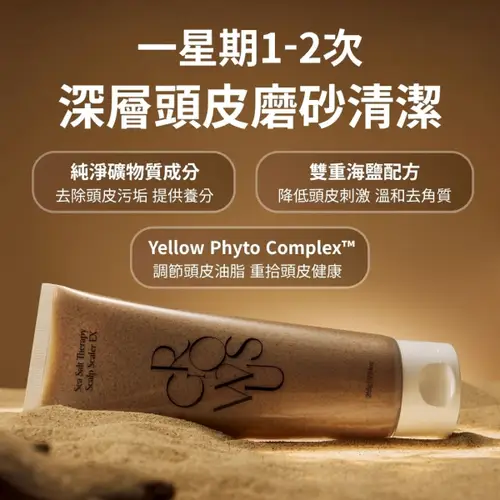 一星期1-2次
深層頭皮磨砂清潔
純淨礦物質成分
去除頭皮污垢 提供養分
雙重海鹽配方
降低頭皮刺激 溫和去角質
Yellow Phyto Complex™
調節頭皮油脂 重拾頭皮健康
Sea Salt Therapy
Scalp Scaler EX
GROWUS